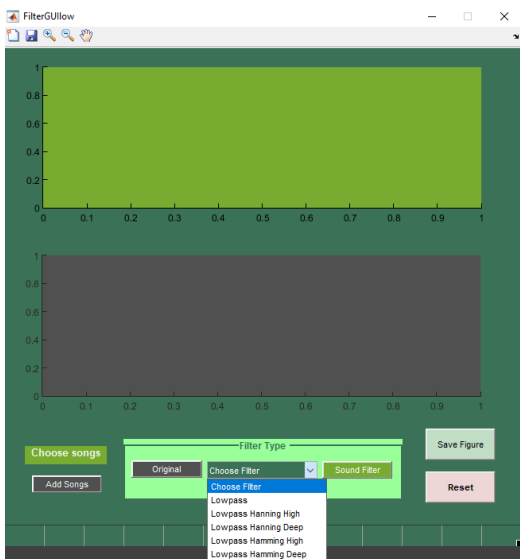 FilterGUIlow
1
0.8
0.6
0.4
0.2
0
0 0.1 0.2 0.3 0.4 0.5 0.6 0.7 0.8 0.9 1
1
0.8
0.6
0.4
0.2
0
0 0.1 0.2 0.3 0.4 0.5 0.6 0.7 0.8 0.9 1
Choose songs
Add Songs
Filter Type
Original
Choose Filter
Sound Filter
Choose Filter
Lowpass
Lowpass Hanning High
Lowpass Hanning Deep
Lowpass Hamming High
Lowpass Hamming Deep
Save Figure
Reset